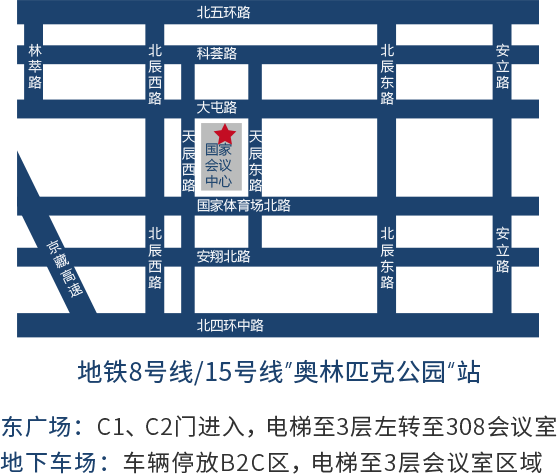 北五环路
科荟路
林萃路
北辰西路
北辰东路
安立路
大屯路
天辰西路
国家
会议
中心
天辰东路
国家体育场北路
北辰西路
北辰东路
安立路
京藏高速
安翔北路
北四环中路
地铁8号线/15号线"奥林匹克公园"站
东广场：C1、C2门进入，电梯至3层左转至308会议室
地下车场：车辆停放B2C区，电梯至3层会议室区域